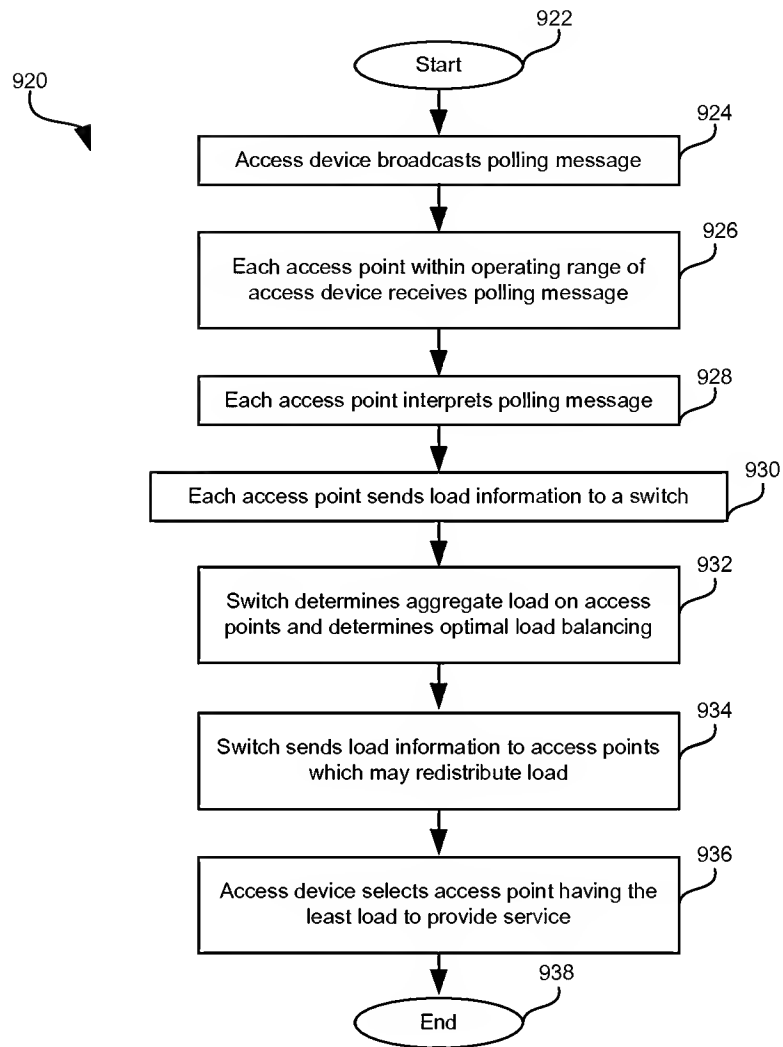 922
Start
920
924
Access device broadcasts polling message
926
Each access point within operating range of
access device receives polling message
928
Each access point interprets polling message
930
Each access point sends load information to a switch
932
Switch determines aggregate load on access
points and determines optimal load balancing
934
Switch sends load information to access points
which may redistribute load
936
Access device selects access point having the
least load to provide service
938
End